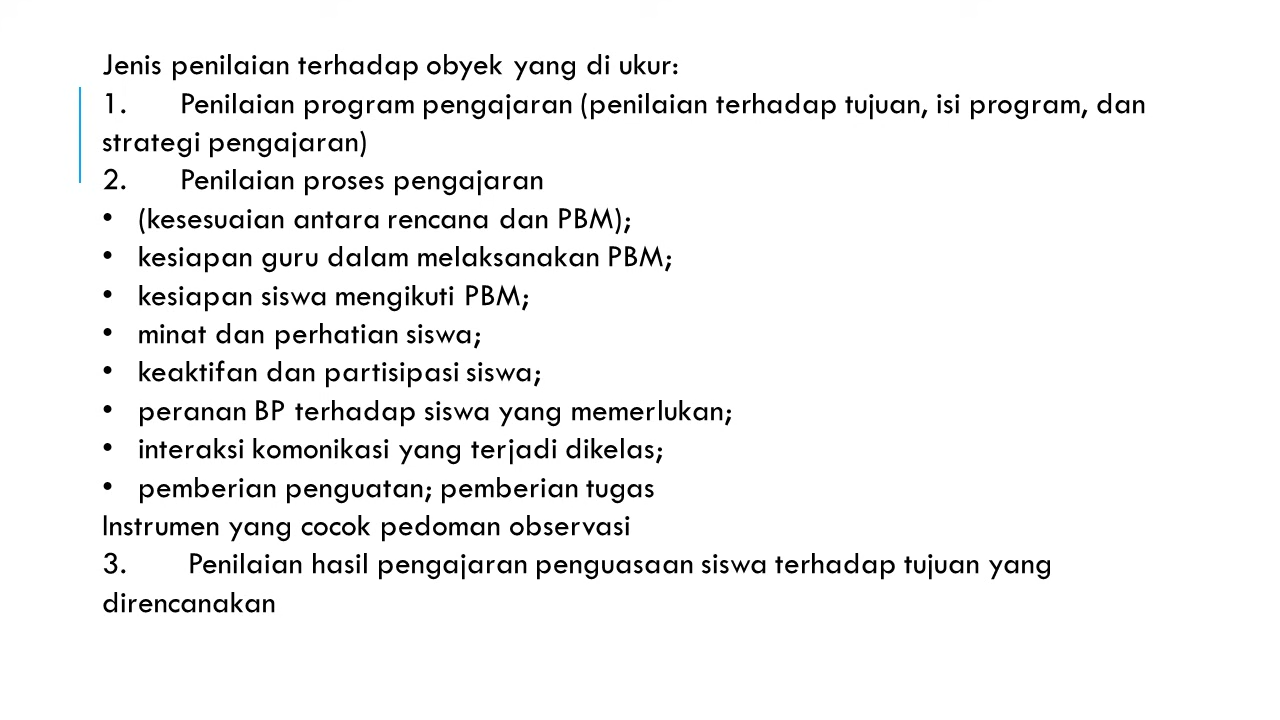 Jenis penilaian terhadap obyek yang di ukur:
1. Penilaian program pengajaran (penilaian terhadap tujuan, isi program, dan
strategi pengajaran)
2. Penilaian proses pengajaran
• (kesesuaian antara rencana dan PBM);
• kesiapan guru dalam melaksanakan PBM;
• kesiapan siswa mengikuti PBM;
• minat dan perhatian siswa;
• keaktifan dan partisipasi siswa;
• peranan BP terhadap siswa yang memerlukan;
• interaksi komonikasi yang terjadi dikelas;
• pemberian penguatan; pemberian tugas
Instrumen yang cocok pedoman observasi
3. Penilaian hasil pengajaran penguasaan siswa terhadap tujuan yang
direncanakan